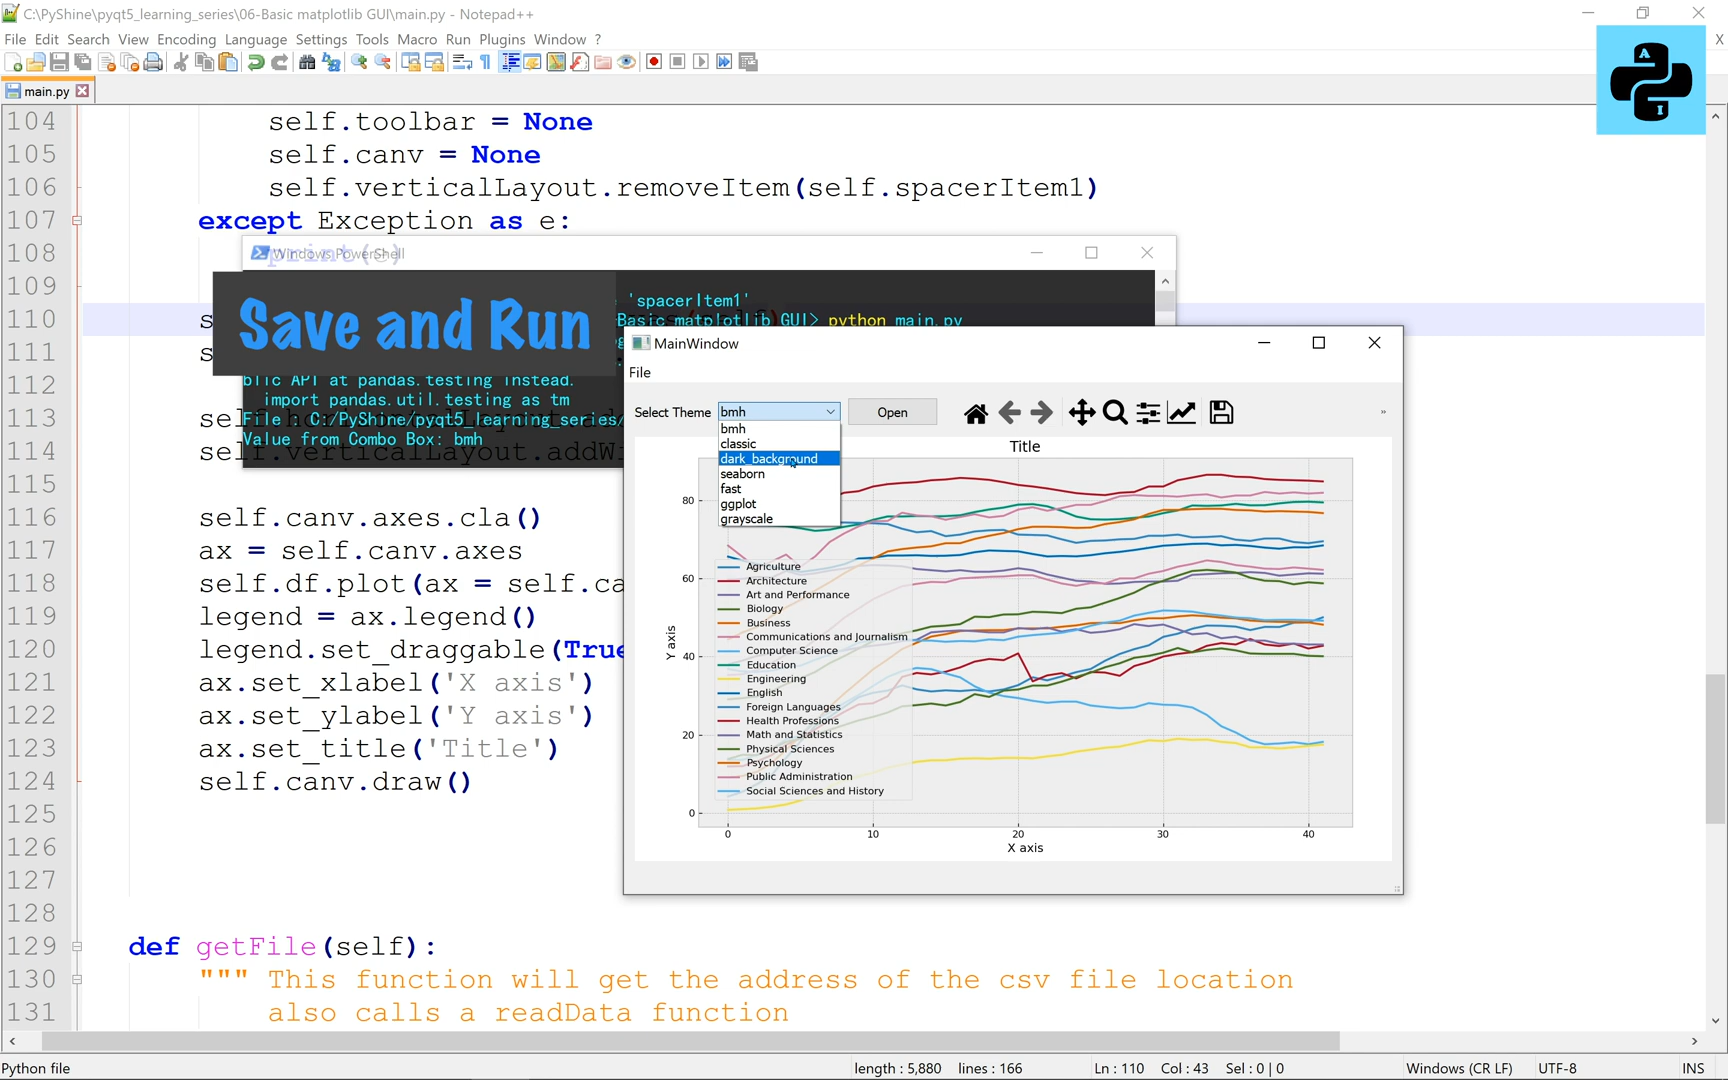 C:\PyShine\pyqt5_learning_series\06-Basic matplotlib GUI\main.py - Notepad++
File Edit Search View Encoding Language Settings Tools Macro Run Plugins Window ?
X
main.py
104 self.toolbar = None
105 self.canv = None
106 self.verticalLayout.removeItem(self.spacerItem1)
107 except Exception as e:
108 print(e)
109
110 s
111 s
112
113 self.
114 self.verticalLayout.addW
115
116 self.canv.axes.cla()
117 ax = self.canv.axes
118 self.df.plot(ax = self.ca
119 legend = ax.legend()
120 legend.set_draggable(True
121 ax.set_xlabel('X axis')
122 ax.set_ylabel('Y axis')
123 ax.set_title('Title')
124 self.canv.draw()
125
126
127
128
129 def getFile(self):
130 """ This function will get the address of the csv file location
131 also calls a readData function
Windows PowerShell
'spacerItem1'
Basic matplotlib GUI> python main.py
blic API at pandas.testing instead.
import pandas.util.testing as tm
File : C:/PyShine/pyqt5_learning_series/
Value from Combo Box: bmh
Save and Run
MainWindow
File
Select Theme bmh Open »
bmh
classic
dark_background
seaborn
fast
ggplot
grayscale
Title
80
60
40
20
0
Y axis
Agriculture
Architecture
Art and Performance
Biology
Business
Communications and Journalism
Computer Science
Education
Engineering
English
Foreign Languages
Health Professions
Math and Statistics
Physical Sciences
Psychology
Public Administration
Social Sciences and History
0 10 20 30 40
X axis
A
I
Python file length : 5,880 lines : 166 Ln : 110 Col : 43 Sel : 0 | 0 Windows (CR LF) UTF-8 INS